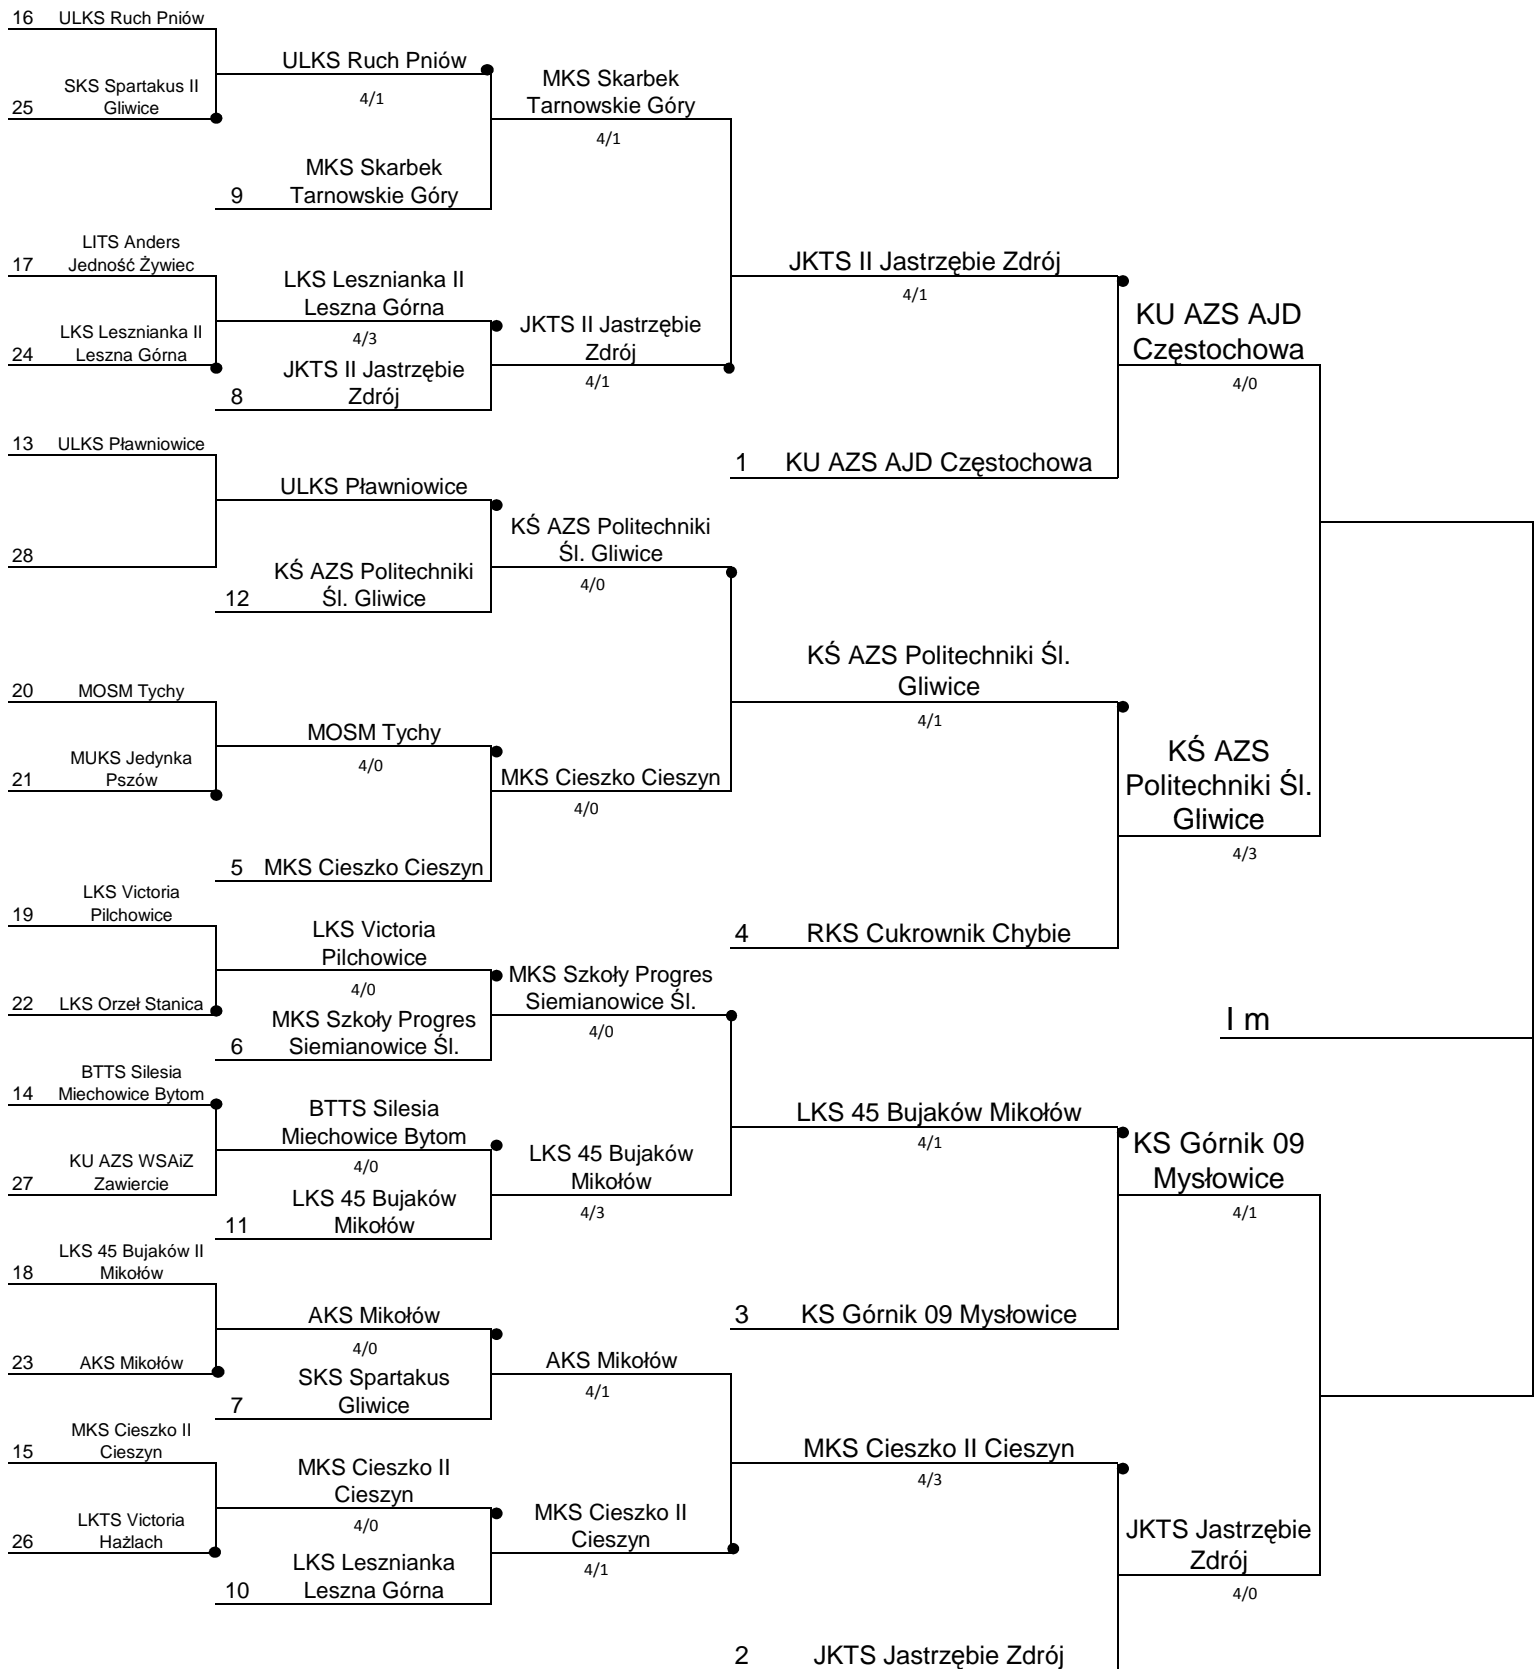 16 ULKS Ruch Pniów
SKS Spartakus II
25 Gliwice
ULKS Ruch Pniów
4/1
MKS Skarbek
9 Tarnowskie Góry
MKS Skarbek
Tarnowskie Góry
4/1
LITS Anders
17 Jedność Żywiec
LKS Lesznianka II
24 Leszna Górna
LKS Lesznianka II
Leszna Górna
4/3
JKTS II Jastrzębie
8 Zdrój
JKTS II Jastrzębie
Zdrój
4/1
JKTS II Jastrzębie Zdrój
4/1
1 KU AZS AJD Częstochowa
KU AZS AJD
Częstochowa
4/0
13 ULKS Pławniowice
28
ULKS Pławniowice
KŚ AZS Politechniki
12 Śl. Gliwice
KŚ AZS Politechniki
Śl. Gliwice
4/0
20 MOSM Tychy
MUKS Jedynka
21 Pszów
MOSM Tychy
4/0
5 MKS Cieszko Cieszyn
MKS Cieszko Cieszyn
4/0
KŚ AZS Politechniki Śl.
Gliwice
4/1
4 RKS Cukrownik Chybie
KŚ AZS
Politechniki Śl.
Gliwice
4/3
LKS Victoria
19 Pilchowice
22 LKS Orzeł Stanica
LKS Victoria
Pilchowice
4/0
MKS Szkoły Progres
6 Siemianowice Śl.
MKS Szkoły Progres
Siemianowice Śl.
4/0
I m
BTTS Silesia
14 Miechowice Bytom
KU AZS WSAiZ
27 Zawiercie
BTTS Silesia
Miechowice Bytom
4/0
LKS 45 Bujaków
11 Mikołów
LKS 45 Bujaków
Mikołów
4/3
LKS 45 Bujaków Mikołów
4/1
3 KS Górnik 09 Mysłowice
KS Górnik 09
Mysłowice
4/1
LKS 45 Bujaków II
18 Mikołów
23 AKS Mikołów
AKS Mikołów
4/0
SKS Spartakus
7 Gliwice
AKS Mikołów
4/1
MKS Cieszko II
15 Cieszyn
LKTS Victoria
26 Hażlach
MKS Cieszko II
Cieszyn
4/0
LKS Lesznianka
10 Leszna Górna
MKS Cieszko II
Cieszyn
4/1
MKS Cieszko II Cieszyn
4/3
2 JKTS Jastrzębie Zdrój
JKTS Jastrzębie
Zdrój
4/0